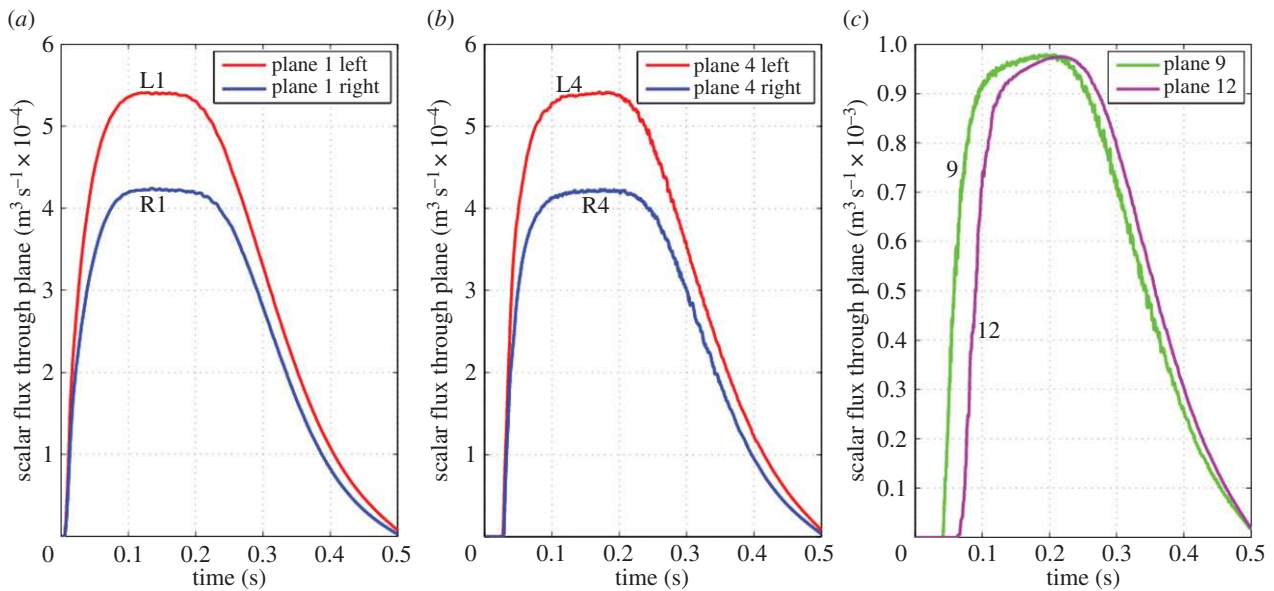 (a)
scalar flux through plane (m³ s⁻¹ × 10⁻⁴)
6
5
4
3
2
1
0
0.1
0.2
0.3
0.4
0.5
time (s)
plane 1 left
plane 1 right
L1
R1
(b)
scalar flux through plane (m³ s⁻¹ × 10⁻⁴)
6
5
4
3
2
1
0
0.1
0.2
0.3
0.4
0.5
time (s)
plane 4 left
plane 4 right
L4
R4
(c)
scalar flux through plane (m³ s⁻¹ × 10⁻³)
1.0
0.9
0.8
0.7
0.6
0.5
0.4
0.3
0.2
0.1
0
0.1
0.2
0.3
0.4
0.5
time (s)
plane 9
plane 12
9
12